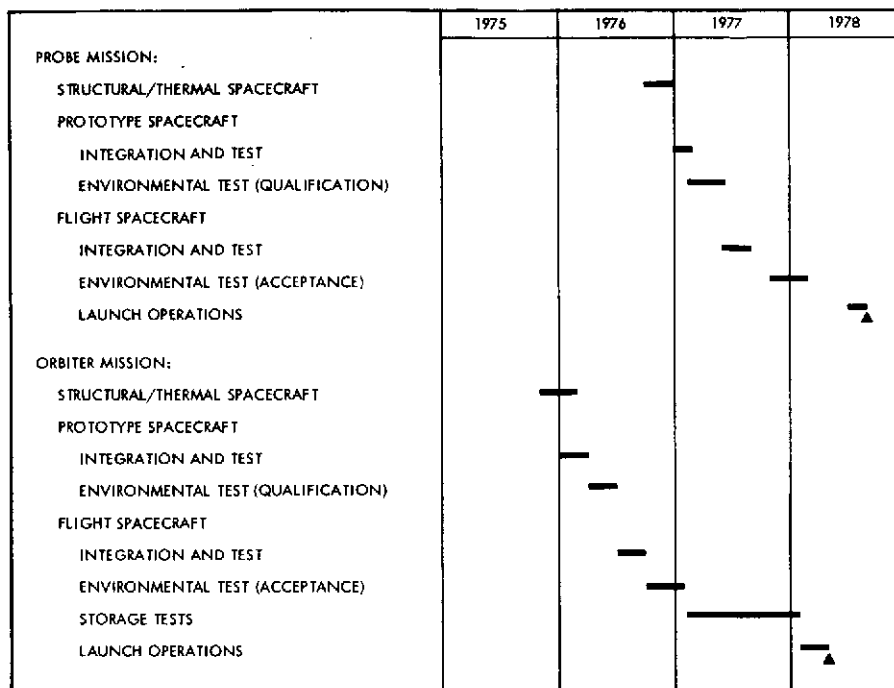 1975 1976 1977 1978
PROBE MISSION:
STRUCTURAL/THERMAL SPACECRAFT
PROTOTYPE SPACECRAFT
INTEGRATION AND TEST
ENVIRONMENTAL TEST (QUALIFICATION)
FLIGHT SPACECRAFT
INTEGRATION AND TEST
ENVIRONMENTAL TEST (ACCEPTANCE)
LAUNCH OPERATIONS
ORBITER MISSION:
STRUCTURAL/THERMAL SPACECRAFT
PROTOTYPE SPACECRAFT
INTEGRATION AND TEST
ENVIRONMENTAL TEST (QUALIFICATION)
FLIGHT SPACECRAFT
INTEGRATION AND TEST
ENVIRONMENTAL TEST (ACCEPTANCE)
STORAGE TESTS
LAUNCH OPERATIONS